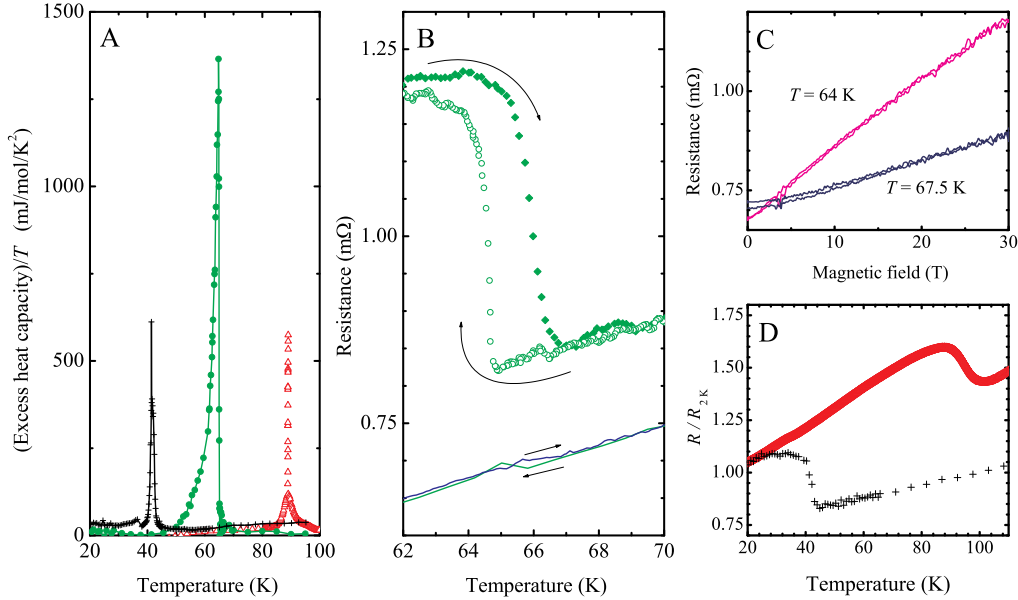 A
(Excess heat capacity)/T (mJ/mol/K²)
1500
1000
500
0
20 40 60 80 100
Temperature (K)
B
Resistance (mΩ)
1.25
1.00
0.75
62 64 66 68 70
Temperature (K)
C
Resistance (mΩ)
1.00
0.75
T = 64 K
T = 67.5 K
0 10 20 30
Magnetic field (T)
D
R / R₂ K
1.75
1.50
1.25
1.00
0.75
20 40 60 80 100
Temperature (K)